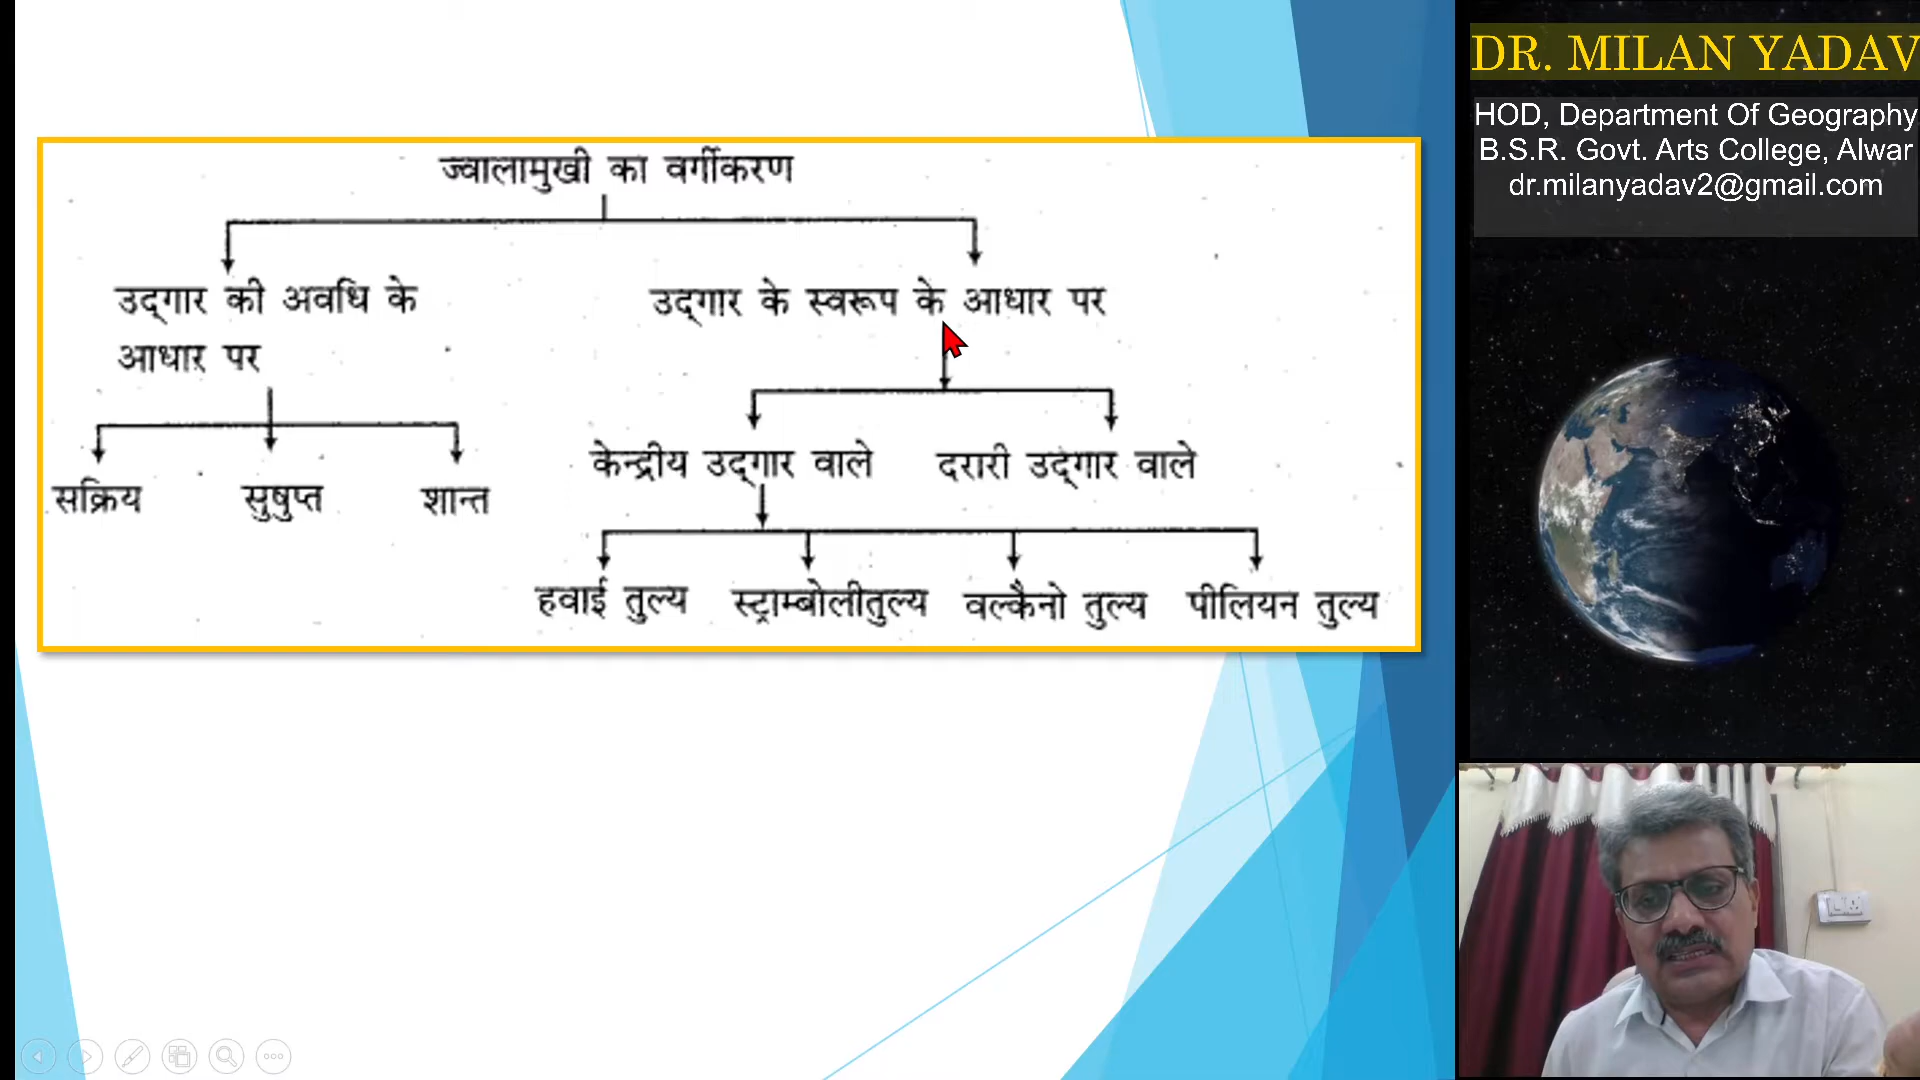 ज्वालामुखी का वर्गीकरण
उद्‌गार की अवधि के
आधार पर
उद्‌गार के स्वरूप के आधार पर
सक्रिय सुषुप्त शान्त
केन्द्रीय उद्‌गार वाले दरारी उद्‌गार वाले
हवाई तुल्य स्ट्राम्बोलीतुल्य वल्कैनो तुल्य पीलियन तुल्य
DR. MILAN YADAV
HOD, Department Of Geography
B.S.R. Govt. Arts College, Alwar
dr.milanyadav2@gmail.com